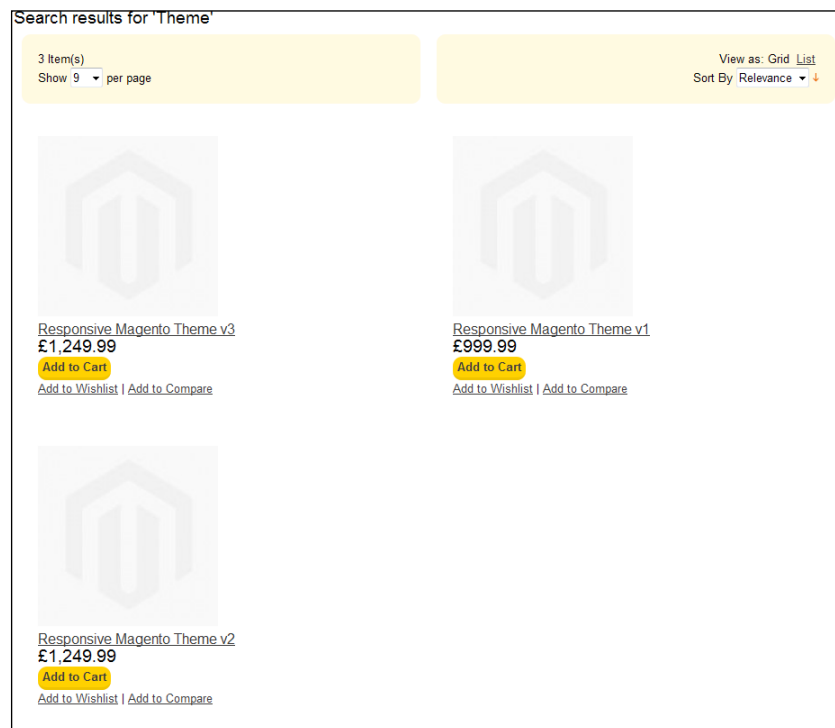 Search results for 'Theme'
3 Item(s)
Show 9 per page
View as: Grid List
Sort By Relevance
Responsive Magento Theme v3
£1,249.99
Add to Cart
Add to Wishlist | Add to Compare
Responsive Magento Theme v1
£999.99
Add to Cart
Add to Wishlist | Add to Compare
Responsive Magento Theme v2
£1,249.99
Add to Cart
Add to Wishlist | Add to Compare